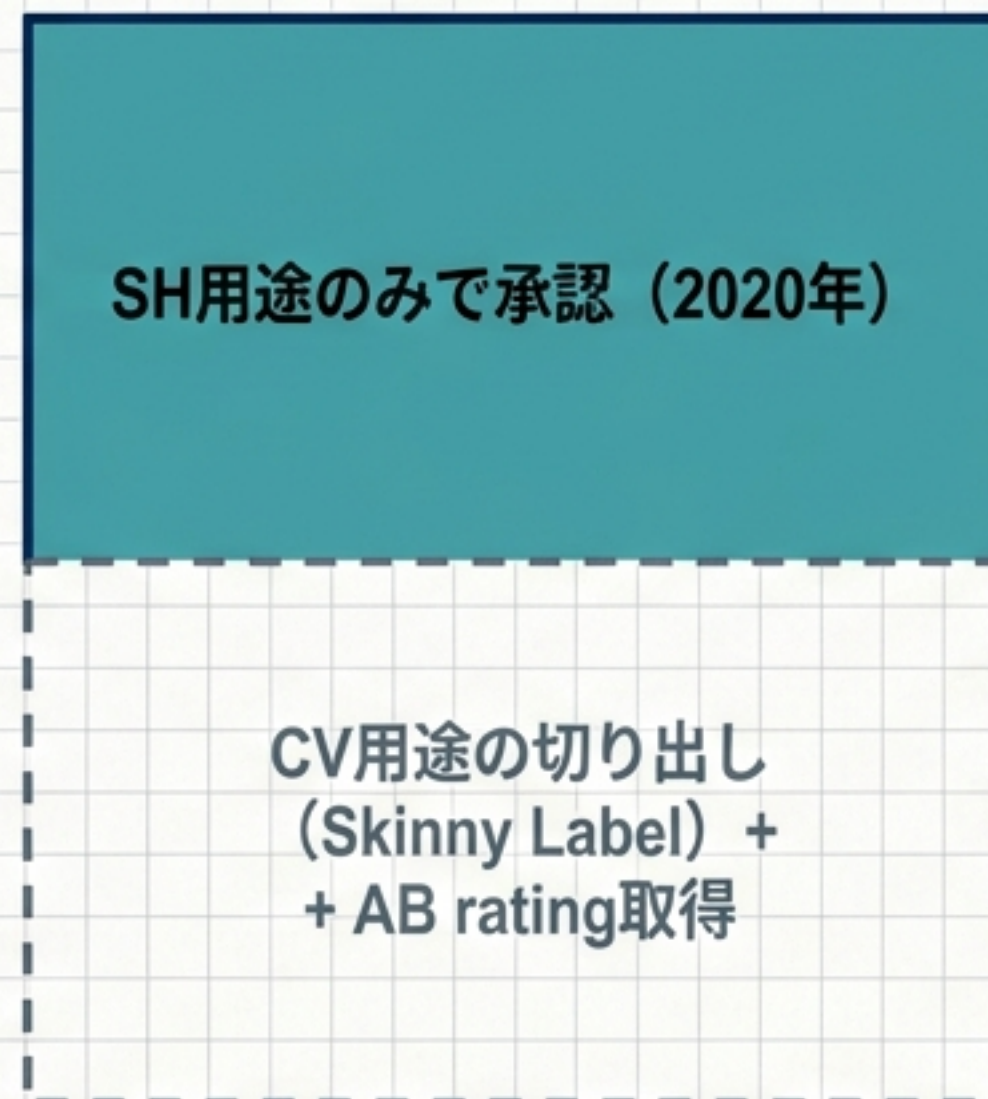 SH用途のみで承認（2020年）
CV用途の切り出し
（Skinny Label）+
+ AB rating取得